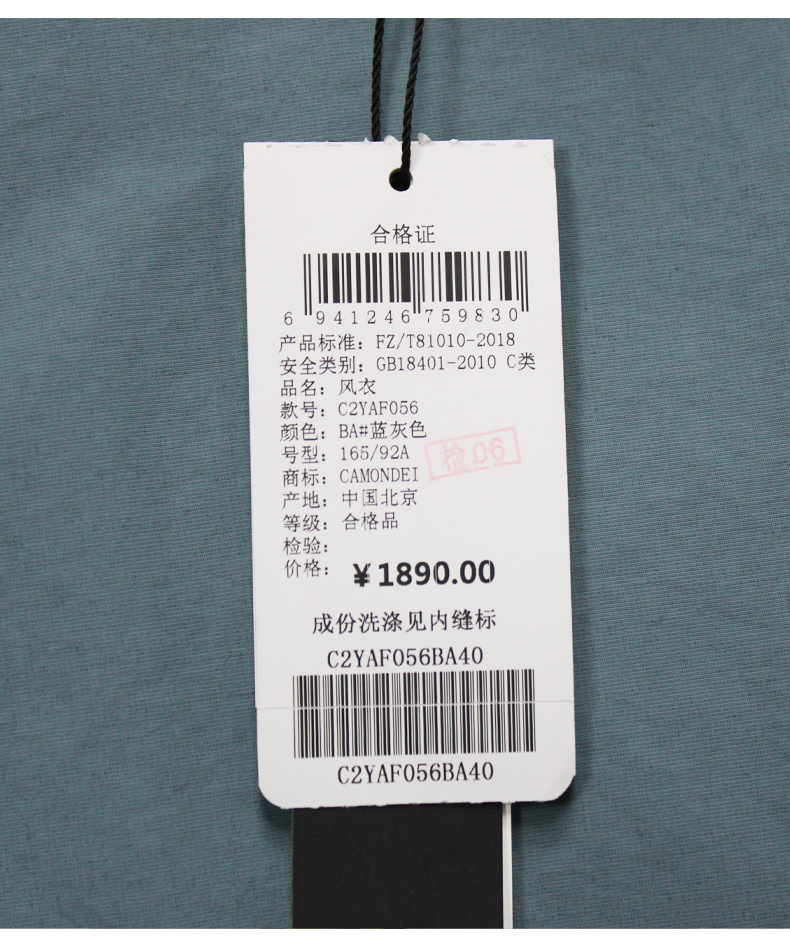 合格证
6 941246 759830
产品标准: FZ/T81010-2018
安全类别: GB18401-2010 C类
品名: 风衣
款号: C2YAF056
颜色: BA#蓝灰色
号型: 165/92A
检06
商标: CAMONDEI
产地: 中国北京
等级: 合格品
检验:
价格: ¥1890.00
成份洗涤见内缝标
C2YAF056BA40
C2YAF056BA40